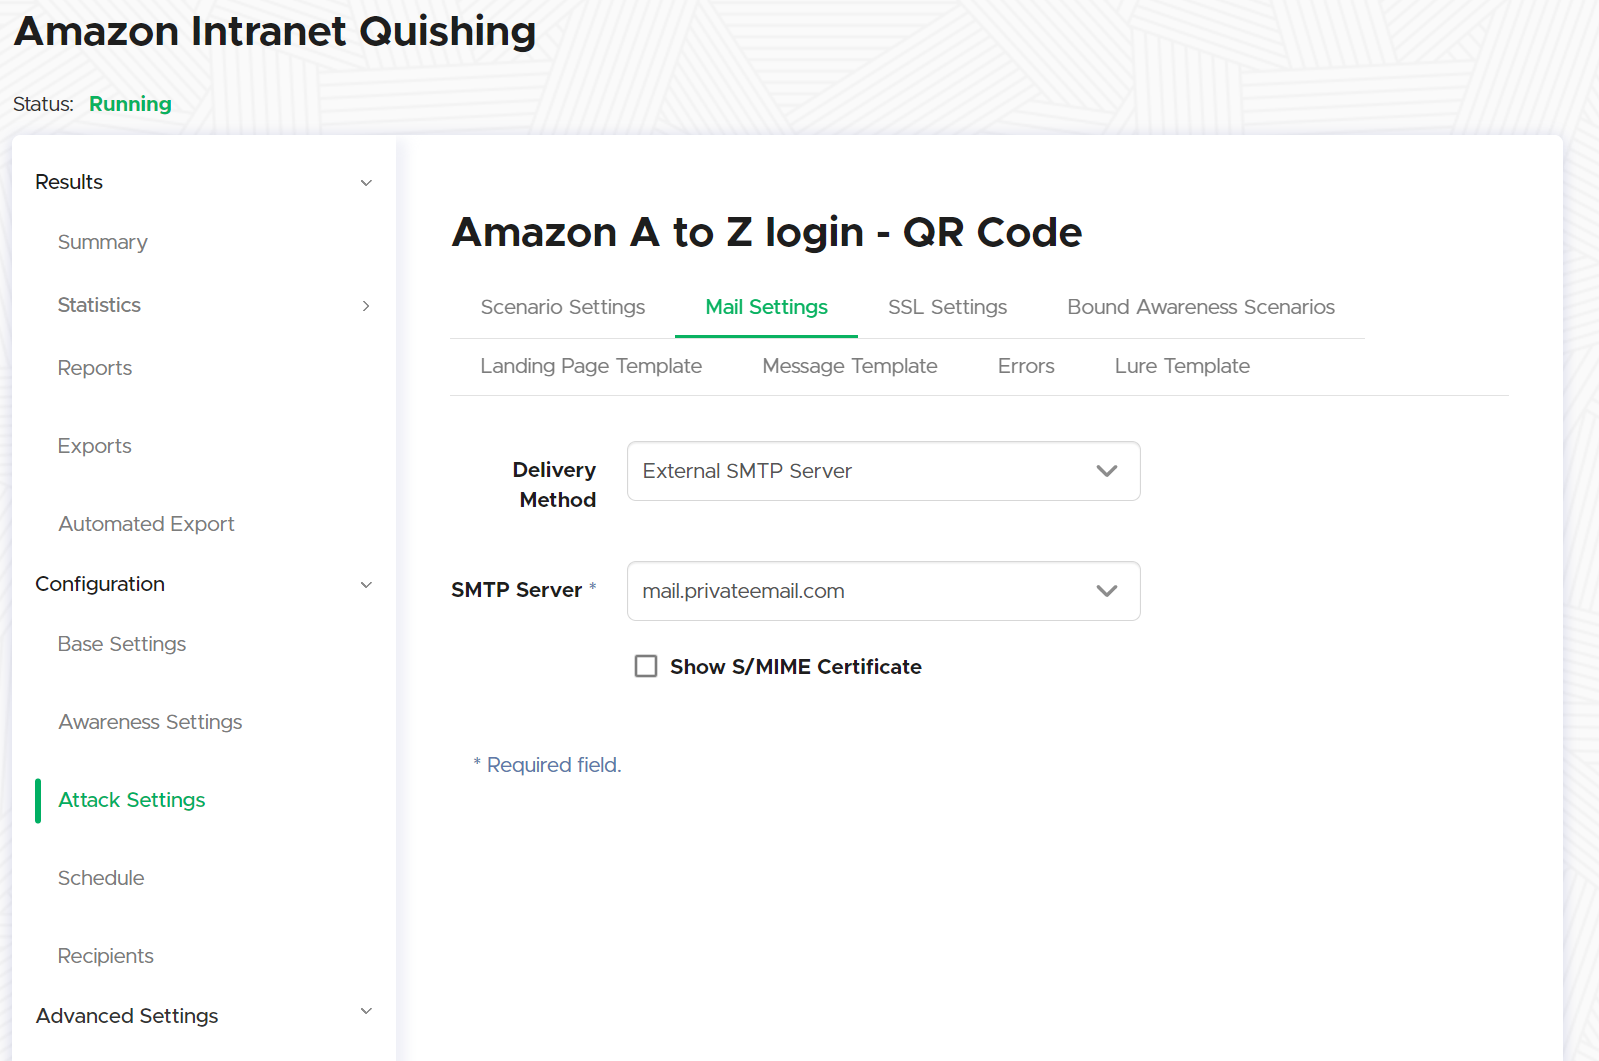 Amazon Intranet Quishing
Status: Running
Results
Summary
Statistics
Reports
Exports
Automated Export
Configuration
Base Settings
Awareness Settings
Attack Settings
Schedule
Recipients
Advanced Settings
Amazon A to Z login - QR Code
Scenario Settings Mail Settings SSL Settings Bound Awareness Scenarios
Landing Page Template Message Template Errors Lure Template
Delivery Method External SMTP Server
SMTP Server * mail.privateemail.com
Show S/MIME Certificate
* Required field.